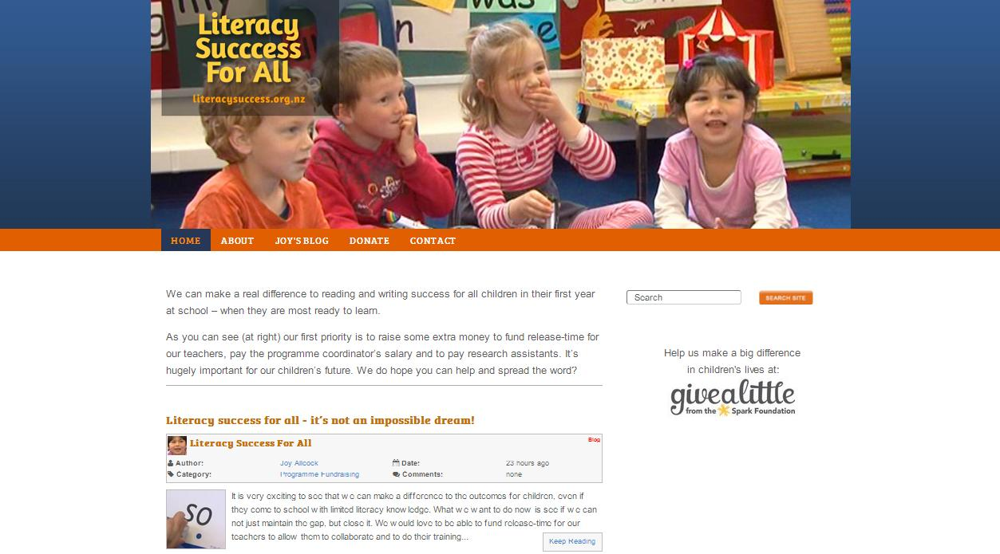 was
n
Literacy
Succcess
For All
literacysuccess.org.nz
HOME ABOUT JOY'S BLOG DONATE CONTACT
We can make a real difference to reading and writing success for all children in their first year
at school – when they are most ready to learn.
As you can see (at right) our first priority is to raise some extra money to fund release-time for
our teachers, pay the programme coordinator's salary and to pay research assistants. It's
hugely important for our children's future. We do hope you can help and spread the word?
Search SEARCH SITE
Help us make a big difference
in children's lives at:
givealittle
from the Spark Foundation
Literacy success for all - it's not an impossible dream!
Literacy Success For All Blog
Author: Joy Allcock Date: 23 hours ago
Category: Programme Fundraising Comments: none
so
It is very exciting to see that we can make a difference to the outcomes for children, even if
they come to school with limited literacy knowledge. What we want to do now is see if we can
not just maintain the gap, but close it. We would love to be able to fund release-time for our
teachers to allow them to collaborate and to do their training...
Keep Reading